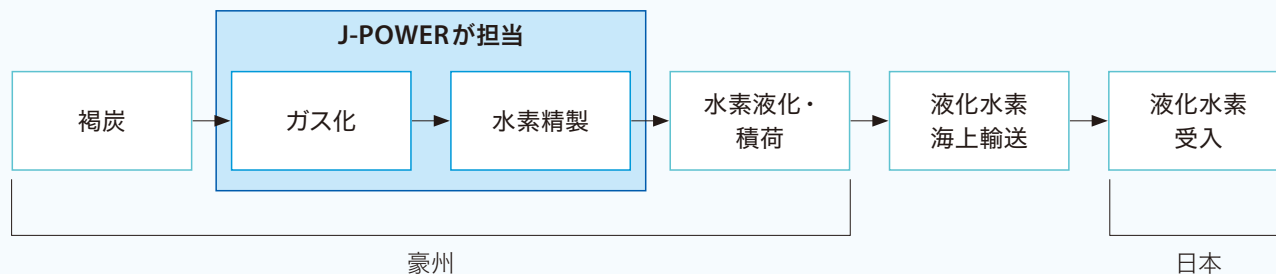 J-POWERが担当
褐炭
ガス化
水素精製
水素液化・
積荷
液化水素
海上輸送
液化水素
受入
豪州
日本